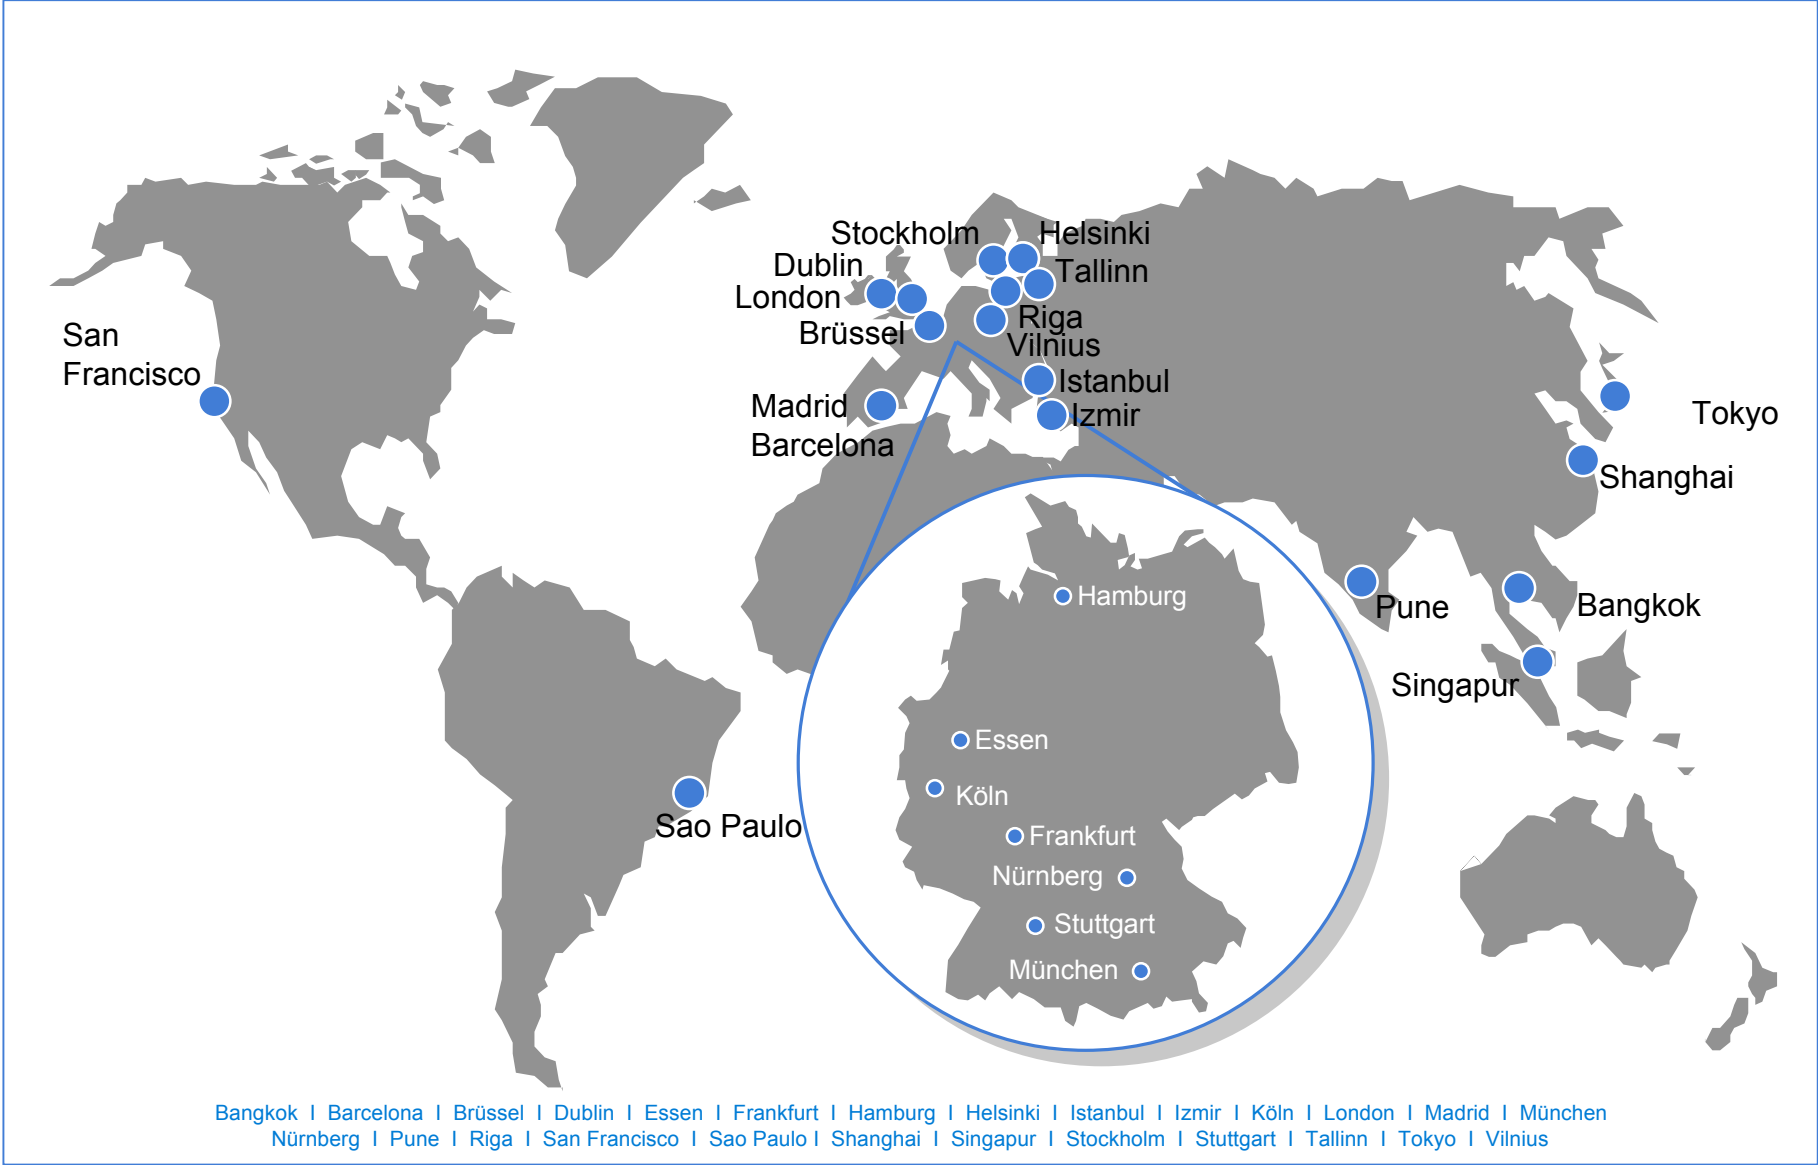 Stockholm
Helsinki
Dublin
Tallinn
London
Riga
Brüssel
Vilnius
San
Francisco
Istanbul
Madrid
Izmir
Barcelona
Tokyo
Shanghai
Pune
Bangkok
Singapur
Sao Paulo
Hamburg
Essen
Köln
Frankfurt
Nürnberg
Stuttgart
München
Bangkok I Barcelona I Brüssel I Dublin I Essen I Frankfurt I Hamburg I Helsinki I Istanbul I Izmir I Köln I London I Madrid I München
Nürnberg I Pune I Riga I San Francisco I Sao Paulo I Shanghai I Singapur I Stockholm I Stuttgart I Tallinn I Tokyo I Vilnius